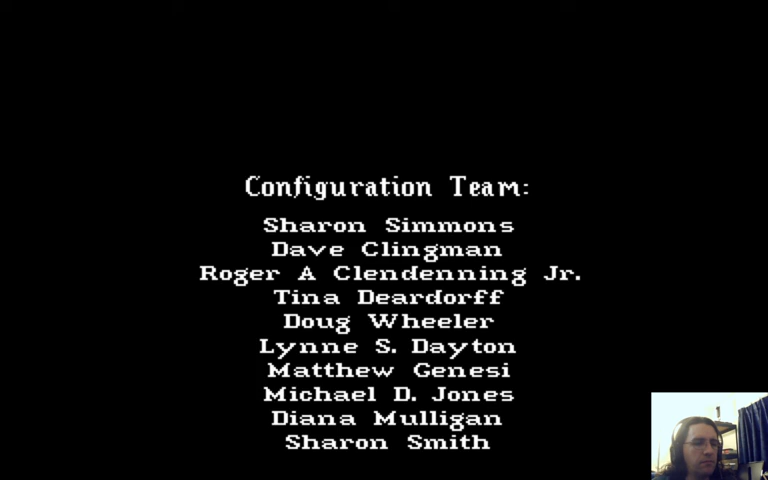 Configuration Team:
Sharon Simmons
Dave Clingman
Roger A Clendenning Jr.
Tina Deardorff
Doug Wheeler
Lynne S. Dayton
Matthew Genesi
Michael D. Jones
Diana Mulligan
Sharon Smith